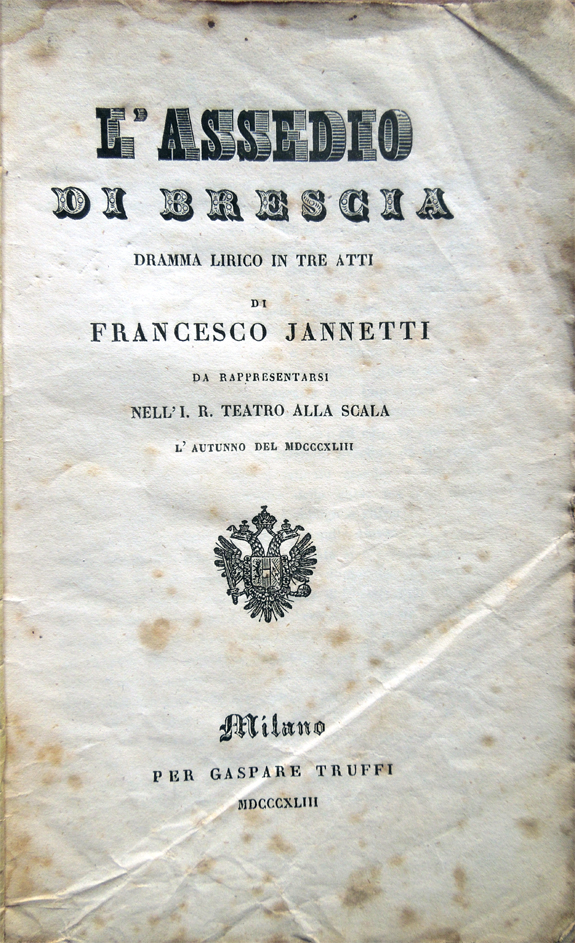 L'ASSEDIO
DI BRESCIA
DRAMMA LIRICO IN TRE ATTI
DI
FRANCESCO JANNETTI
DA RAPPRESENTARSI
NELL' I. R. TEATRO ALLA SCALA
L' AUTUNNO DEL MDCCCXLIII
Milano
PER GASPARE TRUFFI
MDCCCXLIII